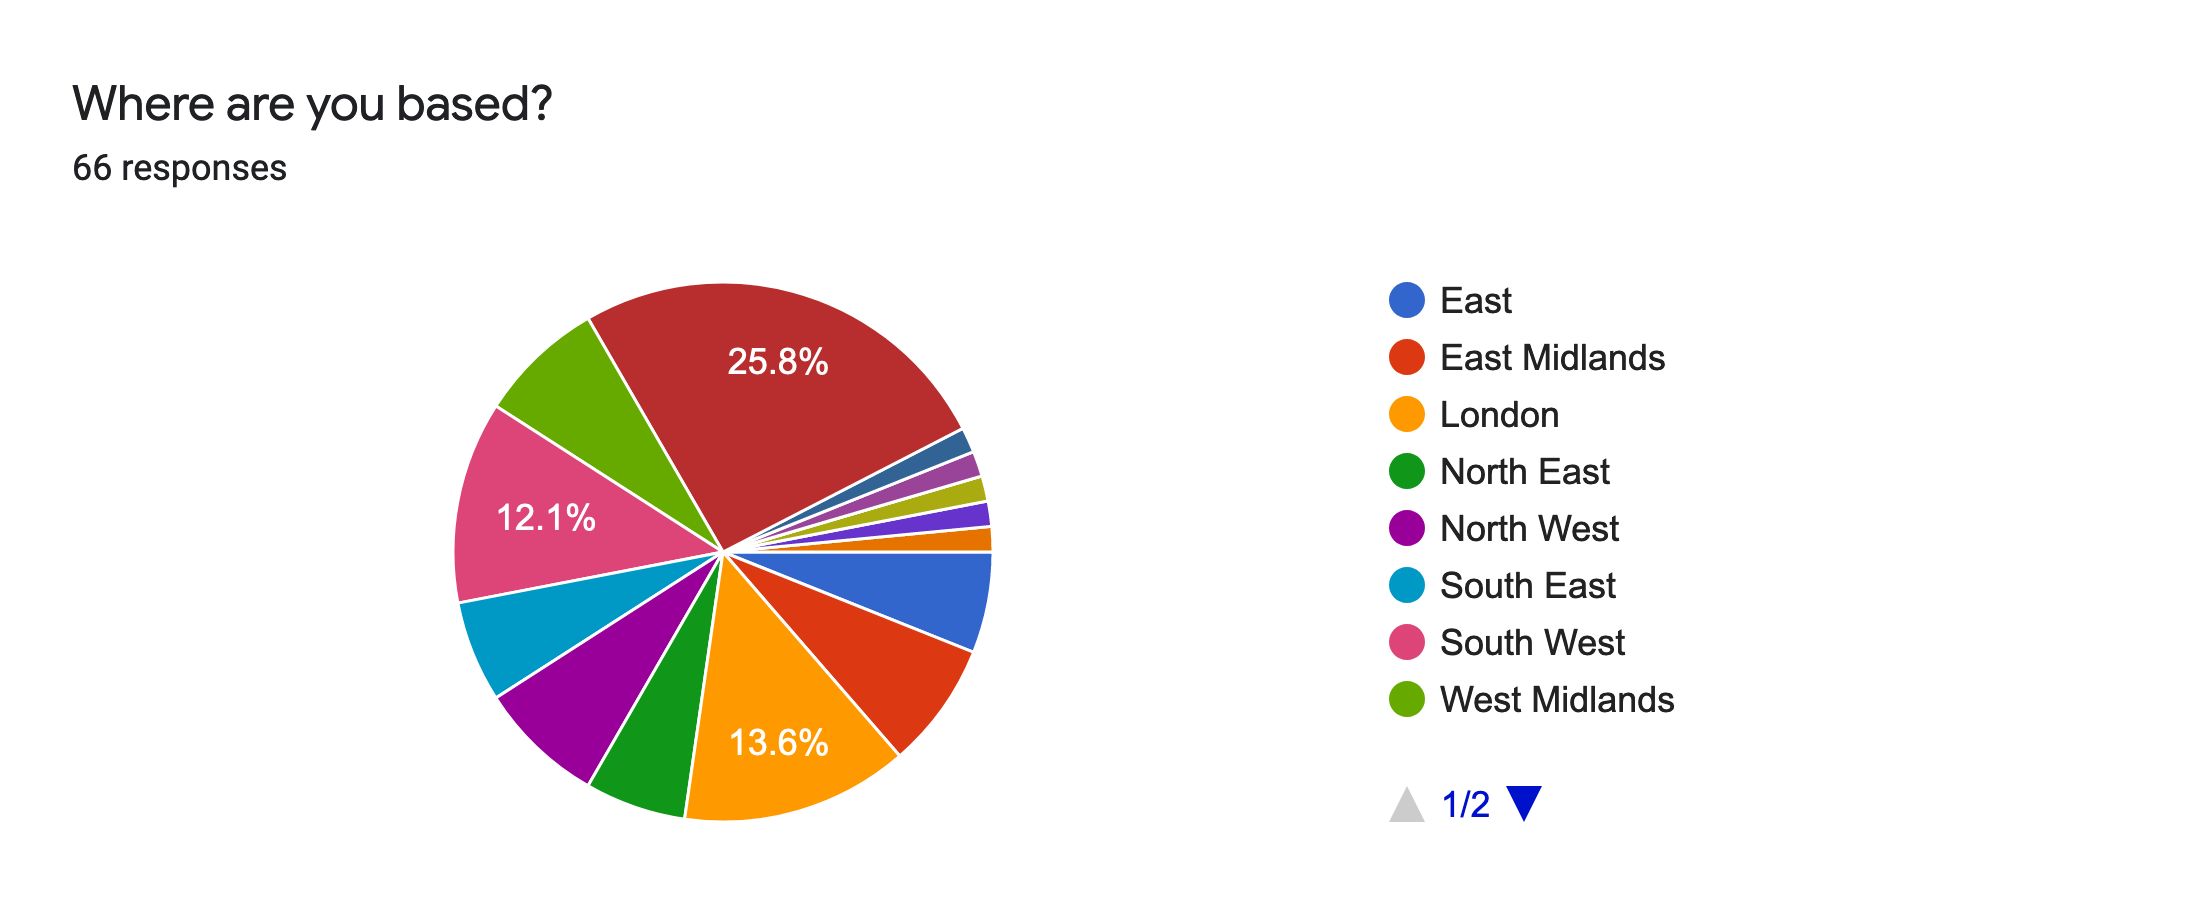 Where are you based?
66 responses
25.8%
12.1%
13.6%
East
East Midlands
London
North East
North West
South East
South West
West Midlands
1/2